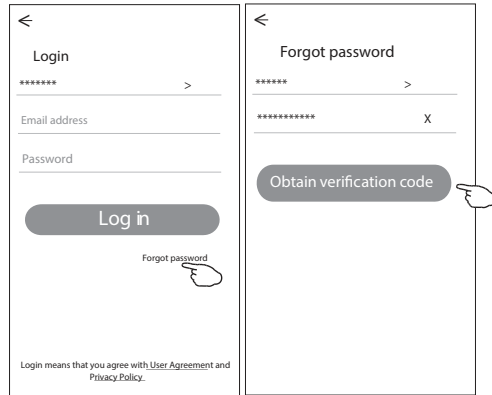 Login
*******
>
Email address
Password
Log in
Forgot password
Login means that you agree with User Agreement and
Privacy Policy
Forgot password
******
>
***********
X
Obtain verification code